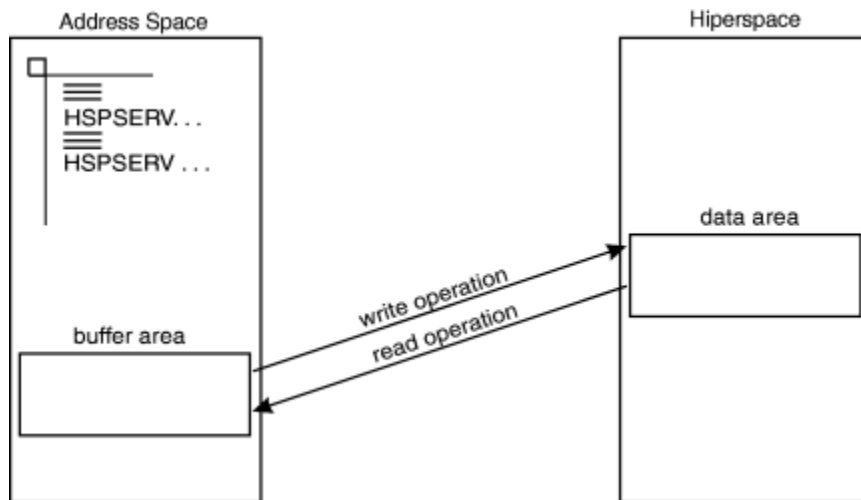 Address Space
Hiperspace
HSPSERV. . .
HSPSERV . . .
data area
write operation
read operation
buffer area